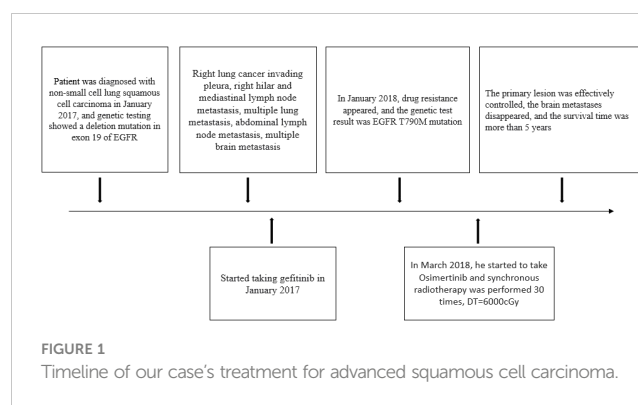 Patient was diagnosed with
non-small cell lung squamous
cell carcinoma in January
2017, and genetic testing
showed a deletion mutation in
exon 19 of EGFR
Right lung cancer invading
pleura, right hilar and
mediastinal lymph node
metastasis, multiple lung
metastasis, abdominal lymph
node metastasis, multiple
brain metastasis
In January 2018, drug resistance
appeared, and the genetic test
result was EGFR T790M mutation
The primary lesion was effectively
controlled, the brain metastases
disappeared, and the survival time was
more than 5 years
Started taking gefitinib in
January 2017
In March 2018, he started to take
Osimertinib and synchronous
radiotherapy was performed 30
times, DT=6000cGy
FIGURE 1
Timeline of our case's treatment for advanced squamous cell carcinoma.